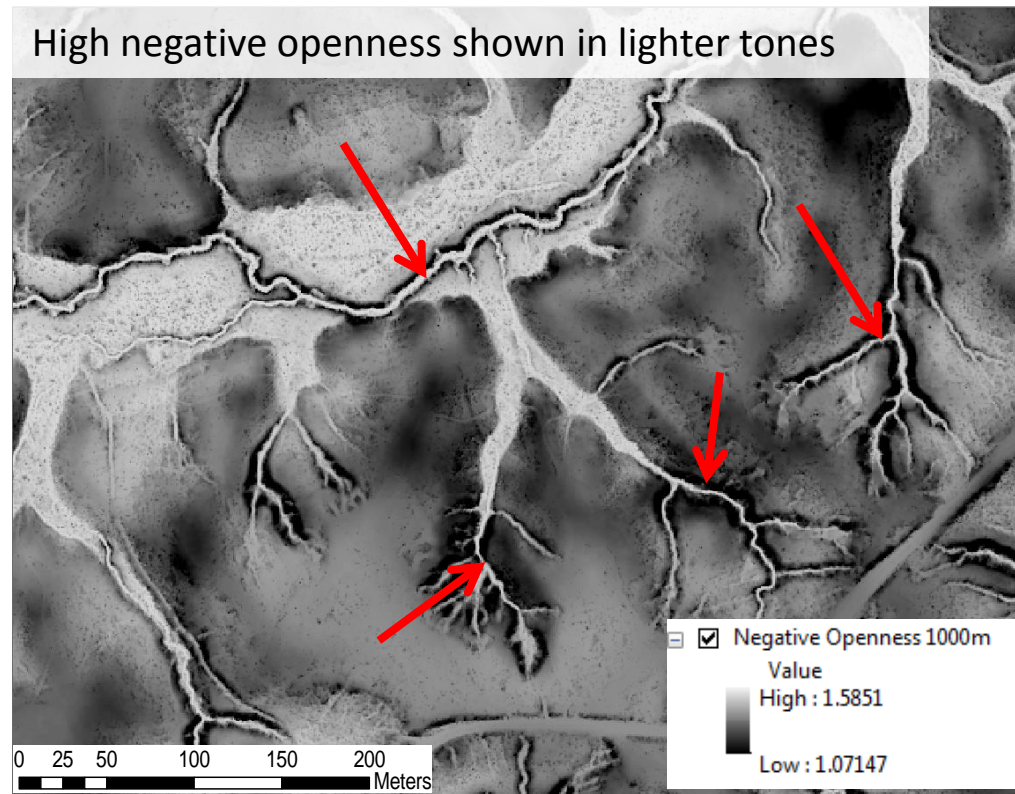 High negative openness shown in lighter tones
Negative Openness 1000m
Value
High : 1.5851
Low : 1.07147
0 25 50 100 150 200
Meters